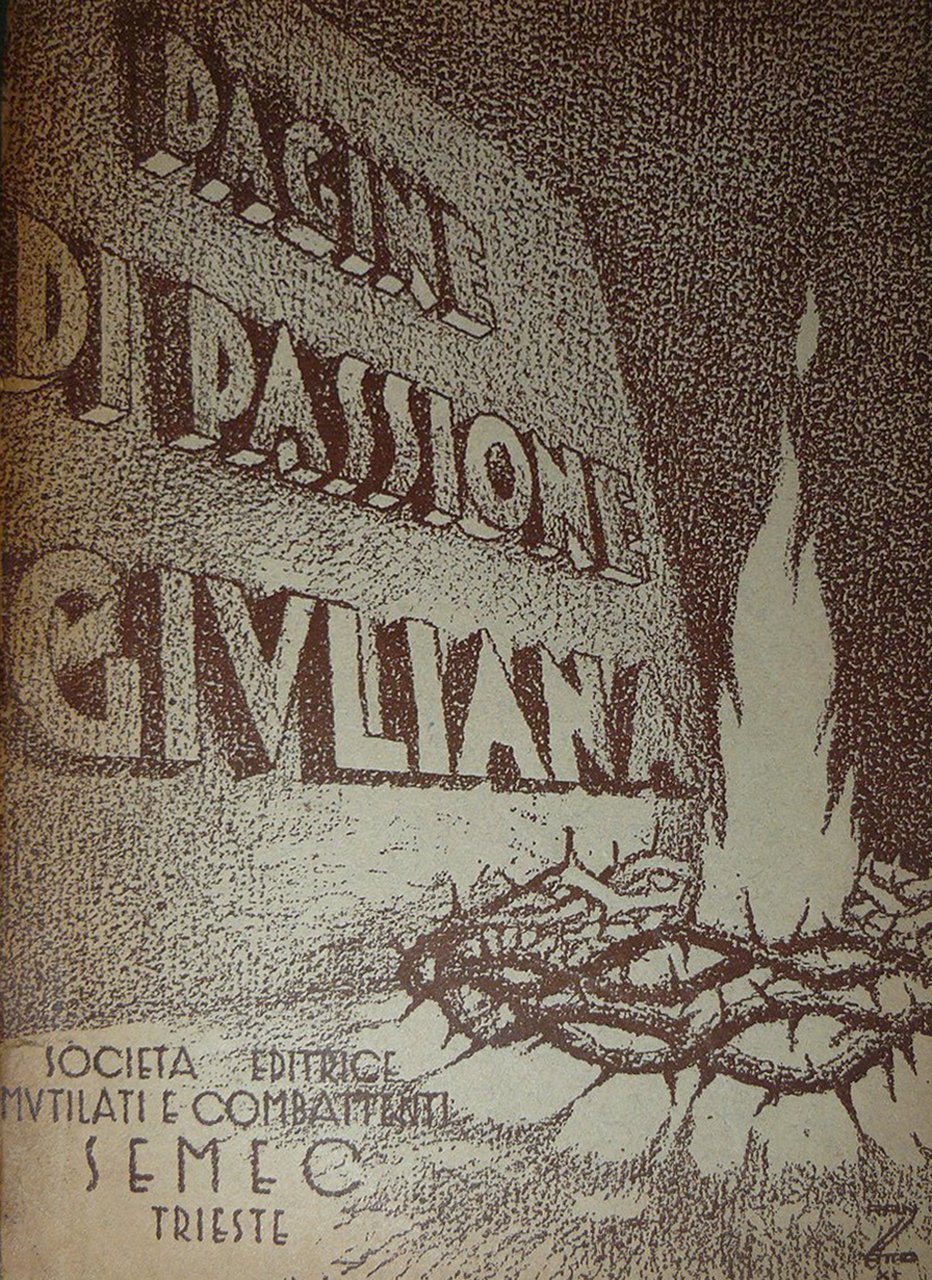 PAGINE
DI PASSIONE
GIVLIANA
SOCIETA EDITRICE
MVTILATI E COMBATTENTI
SEMEC
TRIESTE